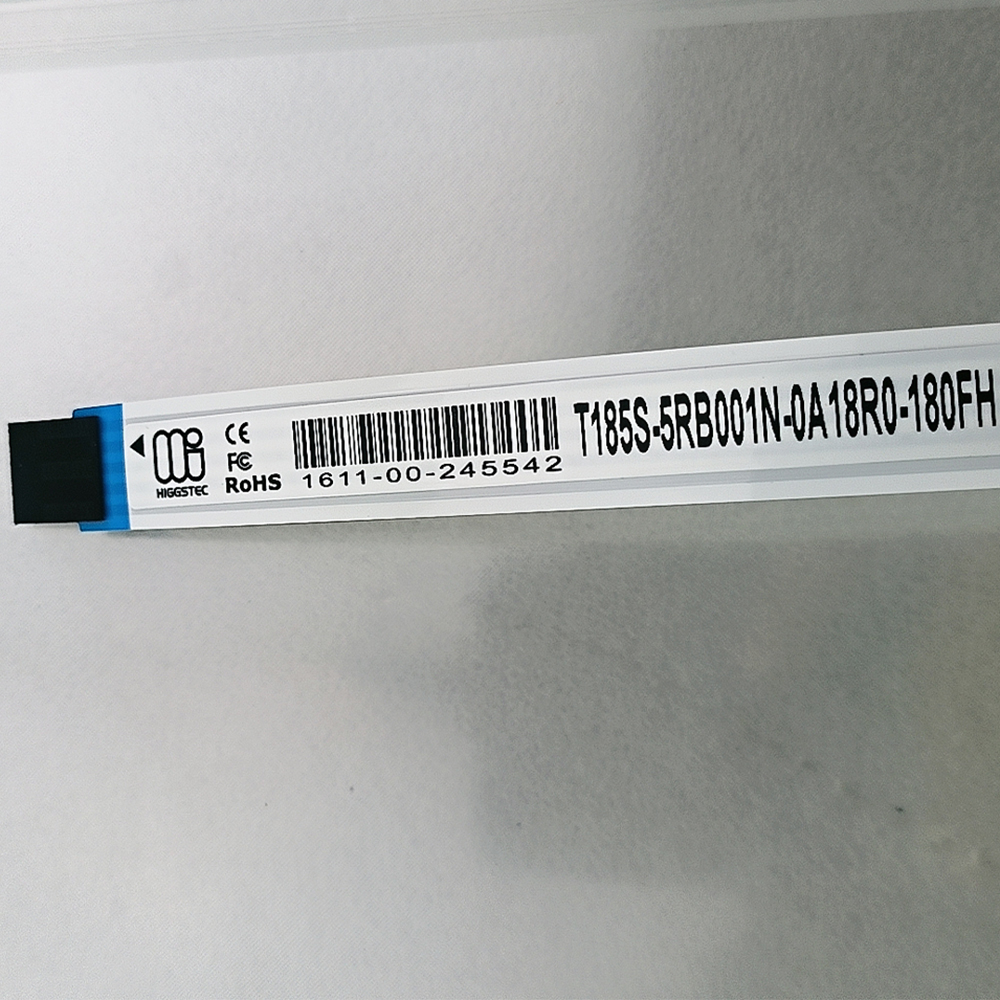 HIGGSTEC
CE
FC
RoHS
1611-00-245542
T185S-5RB001N-0A18R0-180FH